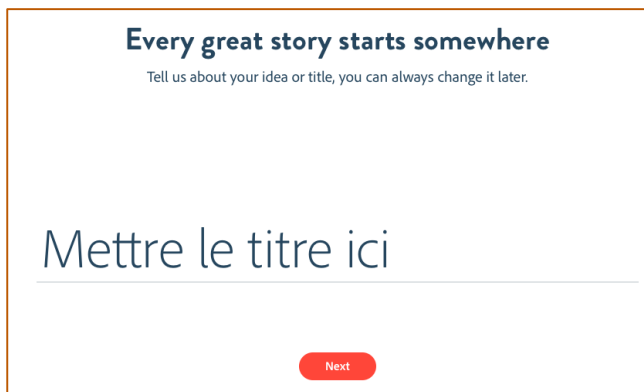 Every great story starts somewhere
Tell us about your idea or title, you can always change it later.
Mettre le titre ici
Next